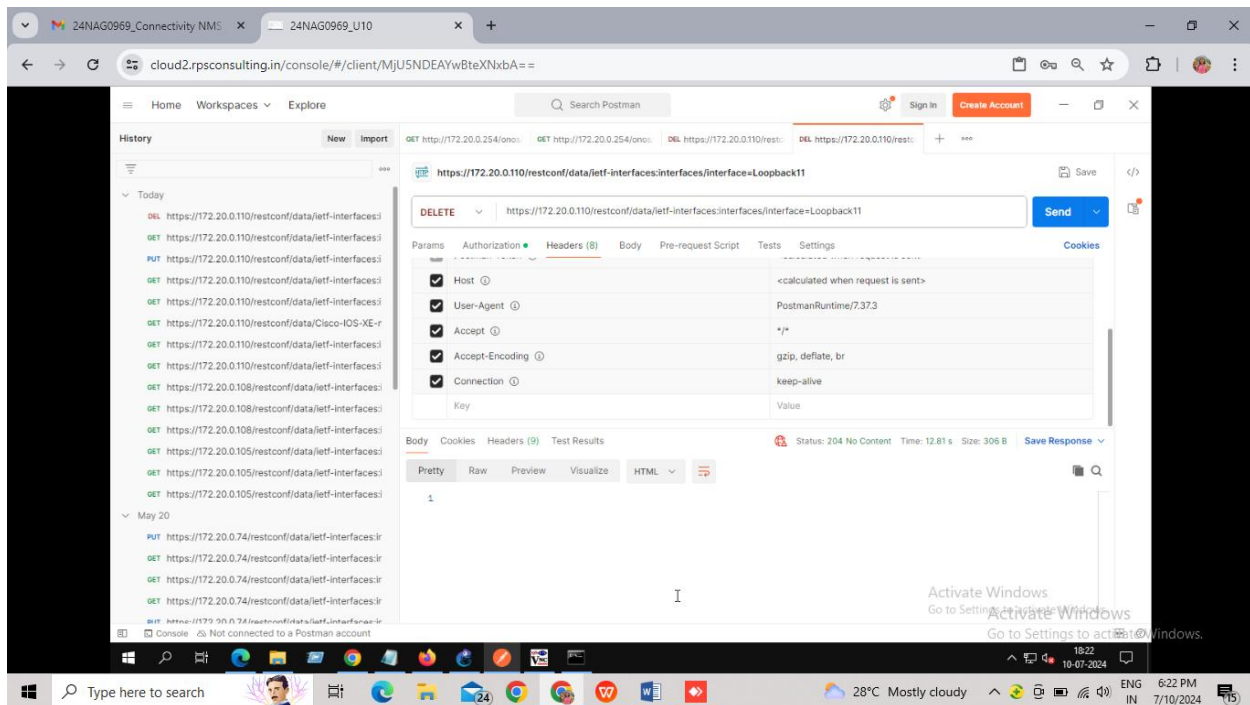 24NAG0969_Connectivity NMS
24NAG0969_U10
cloud2.rpsconsulting.in/console/#/client/MjU5NDEAYwBteXNxbA==
Home Workspaces Explore
Search Postman
Sign In Create Account
History New Import
GET http://172.20.0.254/onos GET http://172.20.0.254/onos DEL https://172.20.0.110/restc DEL https://172.20.0.110/restc
HTTP https://172.20.0.110/restconf/data/ietf-interfaces:interfaces/interface=Loopback11 Save
Today
DEL https://172.20.0.110/restconf/data/ietf-interfaces:i
GET https://172.20.0.110/restconf/data/ietf-interfaces:i
PUT https://172.20.0.110/restconf/data/ietf-interfaces:i
GET https://172.20.0.110/restconf/data/ietf-interfaces:i
GET https://172.20.0.110/restconf/data/ietf-interfaces:i
GET https://172.20.0.110/restconf/data/Cisco-IOS-XE-r
GET https://172.20.0.110/restconf/data/ietf-interfaces:i
GET https://172.20.0.110/restconf/data/ietf-interfaces:i
GET https://172.20.0.108/restconf/data/ietf-interfaces:i
GET https://172.20.0.108/restconf/data/ietf-interfaces:i
GET https://172.20.0.108/restconf/data/ietf-interfaces:i
GET https://172.20.0.105/restconf/data/ietf-interfaces:i
GET https://172.20.0.105/restconf/data/ietf-interfaces:i
GET https://172.20.0.105/restconf/data/ietf-interfaces:i
May 20
PUT https://172.20.0.74/restconf/data/ietf-interfaces:ir
GET https://172.20.0.74/restconf/data/ietf-interfaces:ir
GET https://172.20.0.74/restconf/data/ietf-interfaces:ir
GET https://172.20.0.74/restconf/data/ietf-interfaces:ir
PUT https://172.20.0.74/restconf/data/ietf-interfaces:ir
DELETE https://172.20.0.110/restconf/data/ietf-interfaces:interfaces/interface=Loopback11 Send
Params Authorization Headers (8) Body Pre-request Script Tests Settings Cookies
Host <calculated when request is sent>
User-Agent PostmanRuntime/7.37.3
Accept */*
Accept-Encoding gzip, deflate, br
Connection keep-alive
Key Value
Body Cookies Headers (9) Test Results Status: 204 No Content Time: 12.81 s Size: 306 B Save Response
Pretty Raw Preview Visualize HTML
1
Activate Windows
Go to Settings to activate Windows.
Activate Windows
Go to Settings to activate Windows.
Console Not connected to a Postman account
18:22
10-07-2024
Type here to search
24
28°C Mostly cloudy
ENG
IN
6:22 PM
7/10/2024
15